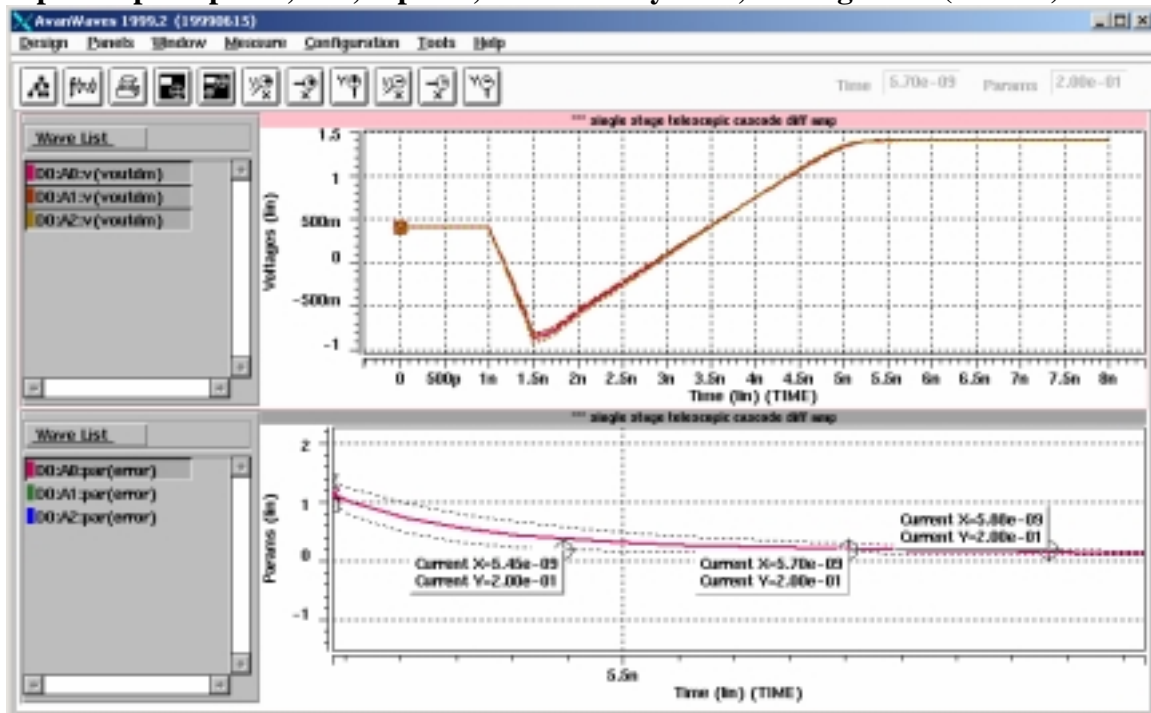 AvanWaves 1999.2 (19990615)
Design Panels Window Measure Configuration Tools Help
Time 5.70e-09 Params 2.00e-01
*** single stage telescopic cascade diff amp
Wave List
D0:A0:v(voutdm)
D0:A1:v(voutdm)
D0:A2:v(voutdm)
Voltages (lin)
1.5
1
500m
0
-500m
-1
0 500p 1n 1.5n 2n 2.5n 3n 3.5n 4n 4.5n 5n 5.5n 6n 6.5n 7n 7.5n 8n
Time (lin) (TIME)
*** single stage telescopic cascade diff amp
Wave List
D0:A0:par(error)
D0:A1:par(error)
D0:A2:par(error)
Params (lin)
2
1
0
-1
Current X=5.45e-09
Current Y=2.00e-01
Current X=5.70e-09
Current Y=2.00e-01
Current X=5.88e-09
Current Y=2.00e-01
5.5n
Time (lin) (TIME)